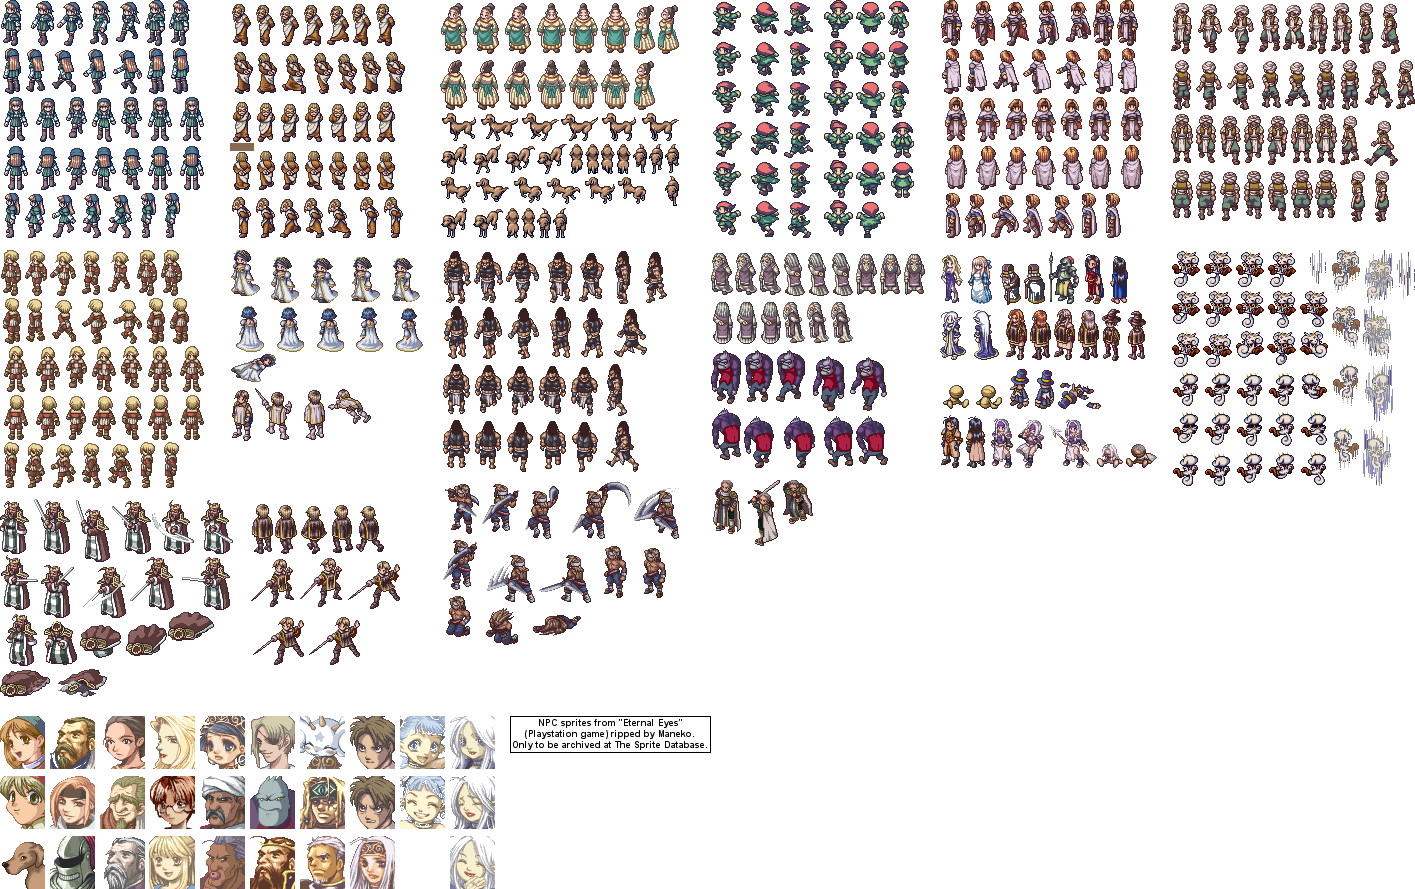 NPC sprites from "Eternal Eyes"
(Playstation game) ripped by Maneko.
Only to be archived at The Sprite Database.